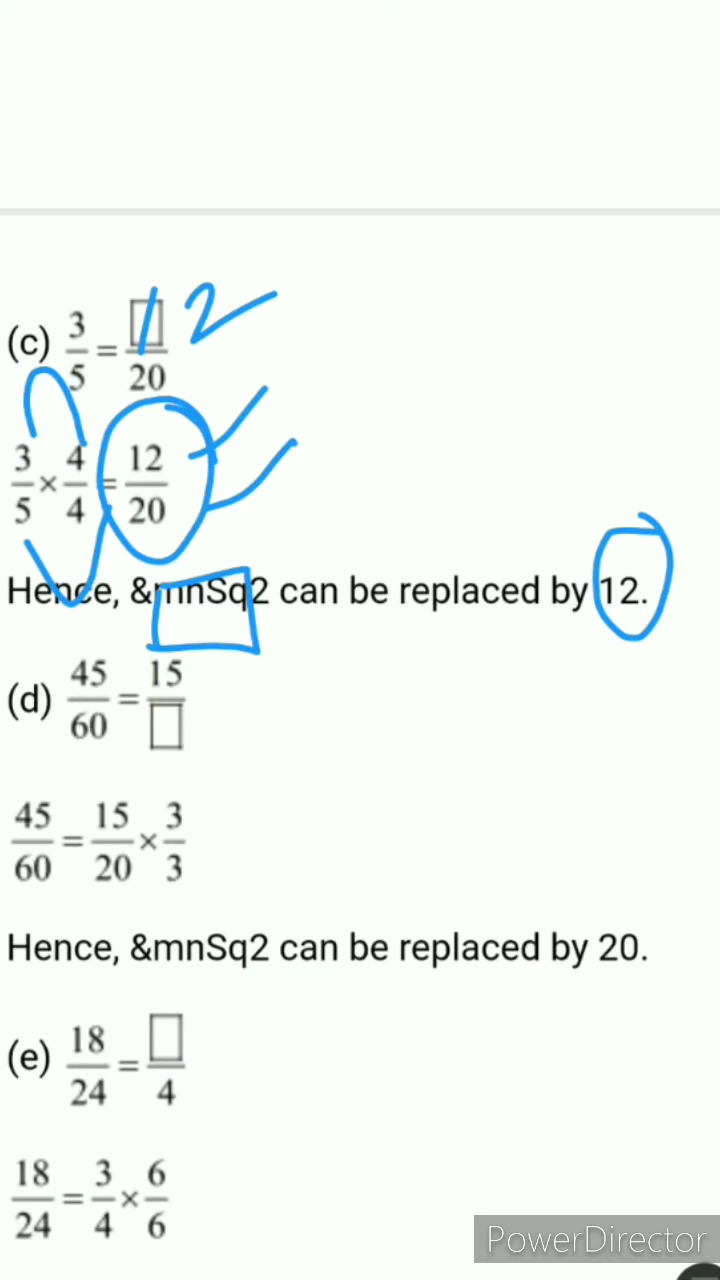 (c) 3/5 = □/20 12
3/5 × 4/4 = 12/20
Hence, &mnSq2 can be replaced by 12.
(d) 45/60 = 15/□
45/60 = 15/20 × 3/3
Hence, &mnSq2 can be replaced by 20.
(e) 18/24 = □/4
18/24 = 3/4 × 6/6
PowerDirector